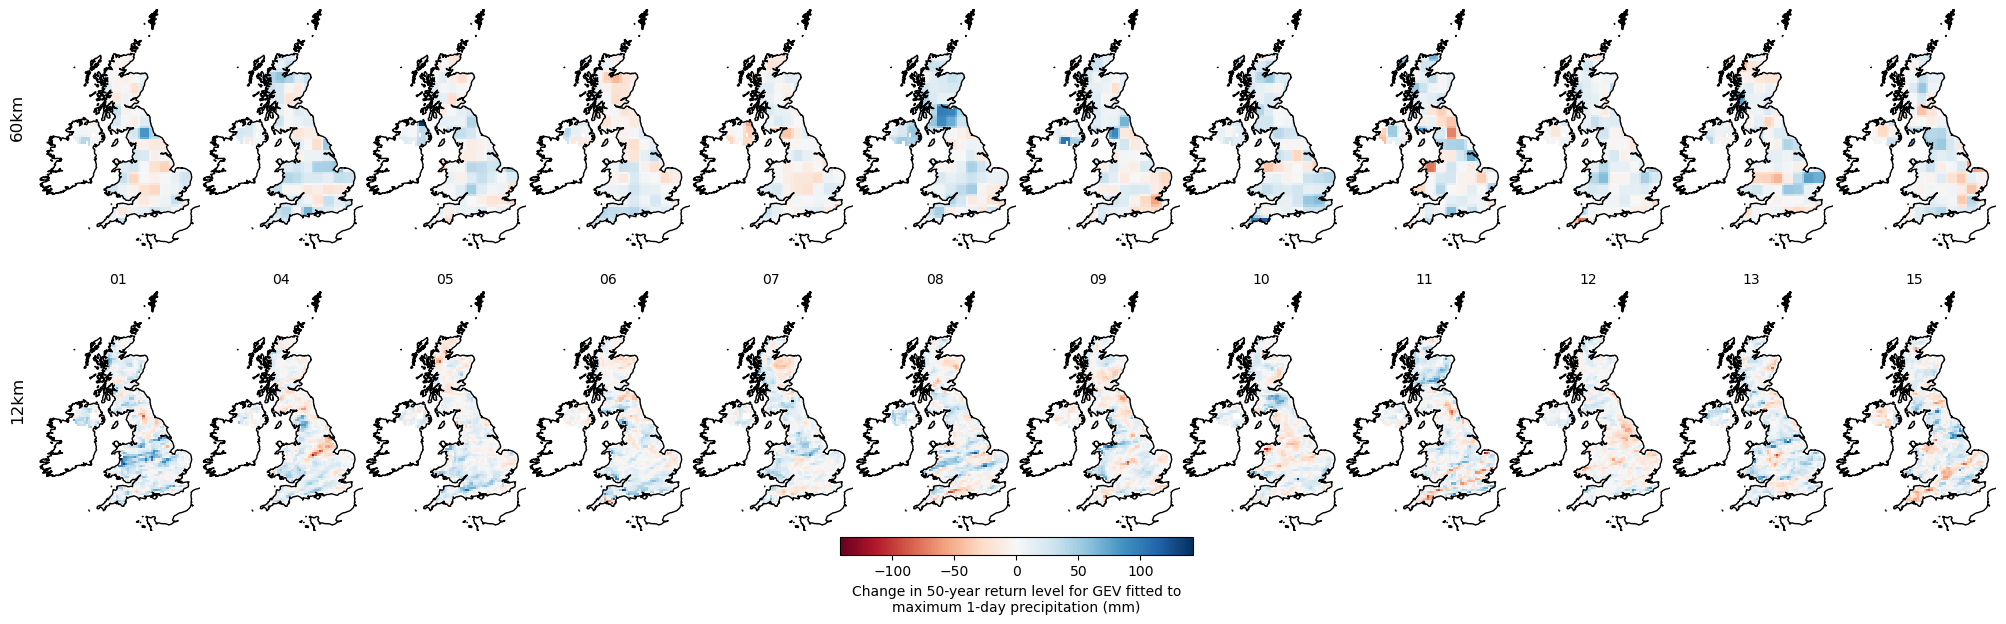 60km
01 04 05 06 07 08 09 10 11 12 13 15
12km
−100 −50 0 50 100
Change in 50-year return level for GEV fitted to
maximum 1-day precipitation (mm)